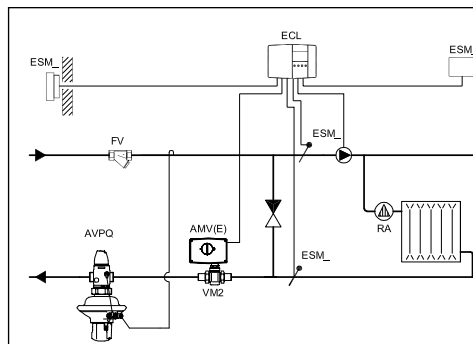 ECL
ESM_
ESM_
FV
ESM_
AVPQ
AMV(E)
RA
ESM_
VM2